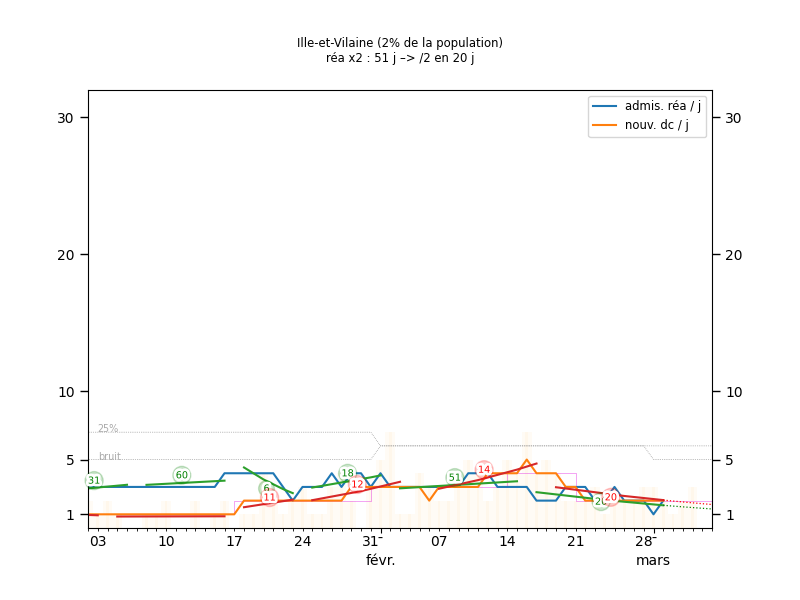 Ille-et-Vilaine (2% de la population)
réa x2 : 51 j –> /2 en 20 j
admis. réa / j
nouv. dc / j
30 30
20 20
10 10
25%
bruit
5 5
31 60 6 11 18 12 51 14 20
1 1
03 10 17 24 31- 07 14 21 28-
févr. mars